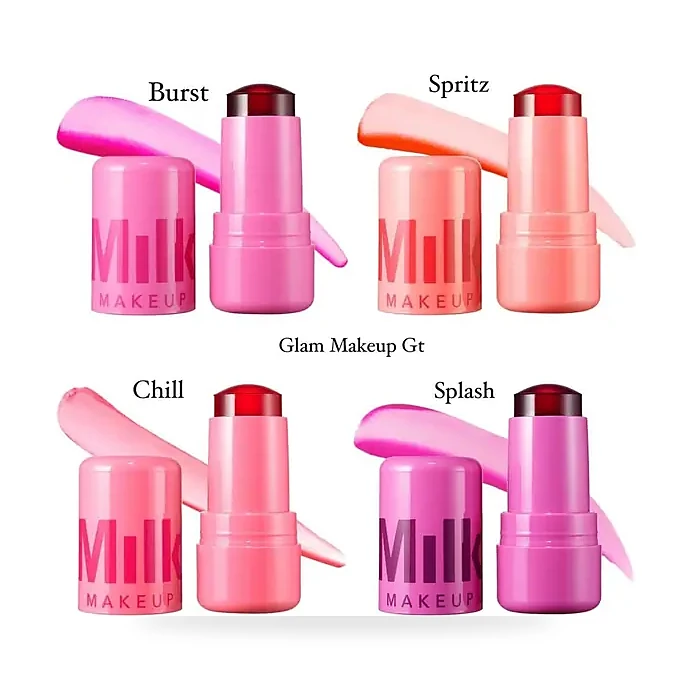 Burst
Spritz
Milk
MAKEUP
Milk
MAKEUP
Glam Makeup Gt
Chill
Splash
Milk
MAKEUP
Milk
MAKEUP